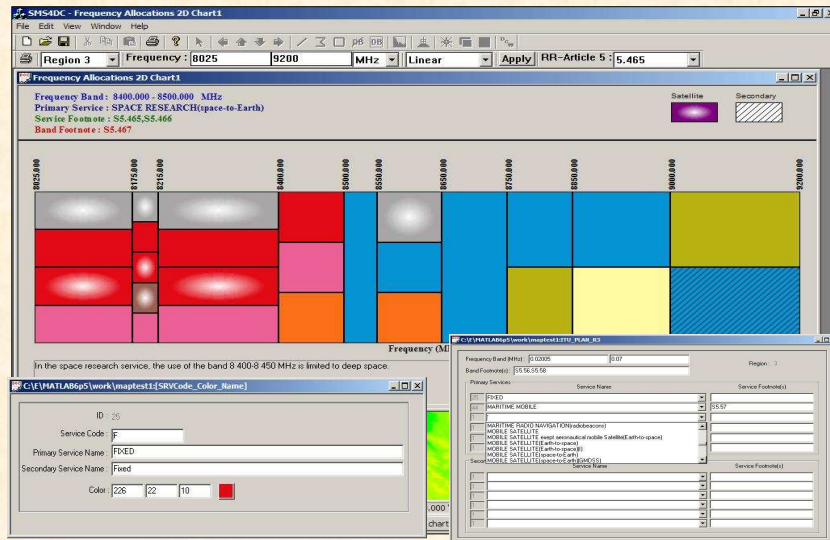 SMS4DC - Frequency Allocations 2D Chart1
File Edit View Window Help
Region 3 Frequency : 8025 9200 MHz Linear Apply RR-Article 5 : 5.465
Frequency Allocations 2D Chart1
Frequency Band : 8400.000 - 8500.000 MHz
Primary Service : SPACE RESEARCH(space-to-Earth)
Service Footnote : S5.465,S5.466
Band Footnote : S5.467
Satellite Secondary
8025.000 8175.000 8215.000 8400.000 8500.000 8550.000 8650.000 8750.000 9000.000 9200.000
Frequency (M
In the space research service, the use of the band 8 400-8 450 MHz is limited to deep space.
C:\E\MATLAB6p5\work\maptest1:[SRVCode_Color_Name]
ID : 25
Service Code : F
Primary Service Name : FIXED
Secondary Service Name : Fixed
Color : 226 22 10
chart
C:\E\MATLAB6p5\work\maptest1:ITU_PLAN_R3
Frequency Band (MHz) : 0.02005 0.07
Region : 3
Band Footnote(s) : S5.56,S5.58
Primary Services
Service Name Service Footnote(s)
FIXED
MARITIME MOBILE S5.57
MARITIME RADIO NAVIGATION(radiobeacons)
MOBILE SATELLITE
MOBILE SATELLITE exept aeronautical mobile Satellite(Earth-to-space)
MOBILE SATELLITE(Earth-to-space)
MOBILE SATELLITE(Earth-to-space)(I)
MOBILE SATELLITE(space-to-Earth)
MOBILE SATELLITE(space-to-Earth)(GMDSS)
Service Name Service Footnote(s)